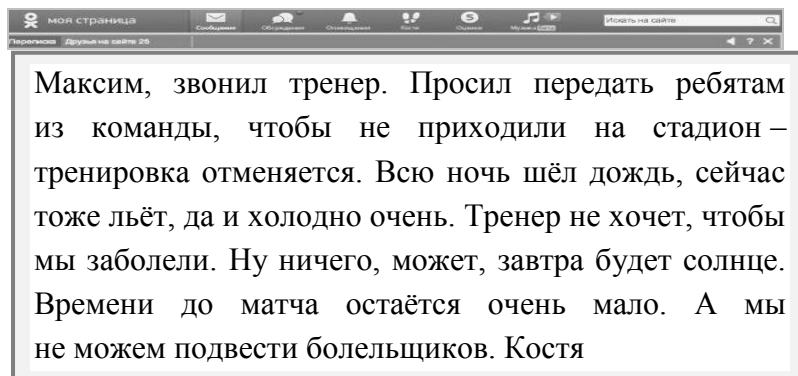 моя страница Сообщения Обсуждения Оповещения Гости Оценки Музыка Искать на сайте
Переписка Друзья на сайте 25
Максим, звонил тренер. Просил передать ребятам
из команды, чтобы не приходили на стадион –
тренировка отменяется. Всю ночь шёл дождь, сейчас
тоже льёт, да и холодно очень. Тренер не хочет, чтобы
мы заболели. Ну ничего, может, завтра будет солнце.
Времени до матча остаётся очень мало. А мы
не можем подвести болельщиков. Костя